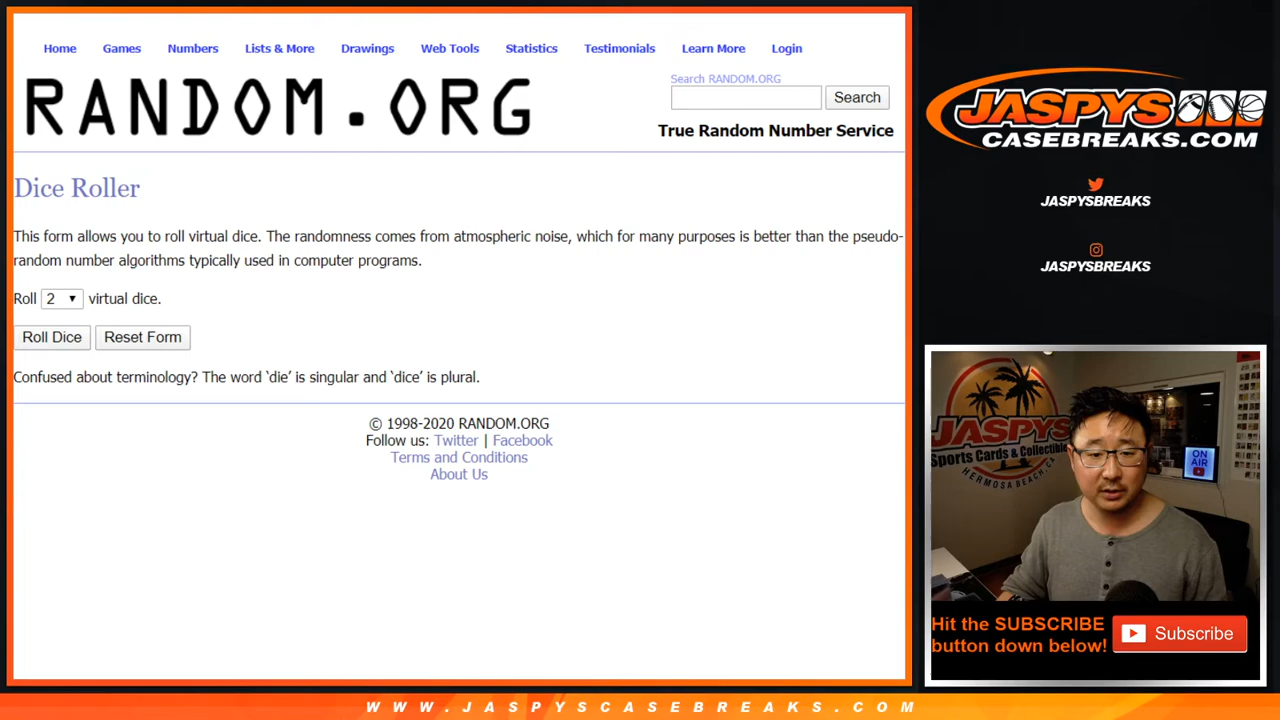 Home Games Numbers Lists & More Drawings Web Tools Statistics Testimonials Learn More Login
RANDOM.ORG
Search RANDOM.ORG
Search
True Random Number Service
Dice Roller
This form allows you to roll virtual dice. The randomness comes from atmospheric noise, which for many purposes is better than the pseudo-
random number algorithms typically used in computer programs.
Roll 2 virtual dice.
Roll Dice Reset Form
Confused about terminology? The word ‘die’ is singular and ‘dice’ is plural.
© 1998-2020 RANDOM.ORG
Follow us: Twitter | Facebook
Terms and Conditions
About Us
JASPYS
CASEBREAKS.COM
JASPYSBREAKS
JASPYSBREAKS
JASPYS
Sports Cards & Collectibl
HERMOSA BEACH, CA
ON
AIR
Hit the SUBSCRIBE
button down below!
Subscribe
WWW.JASPYSCASEBREAKS.COM